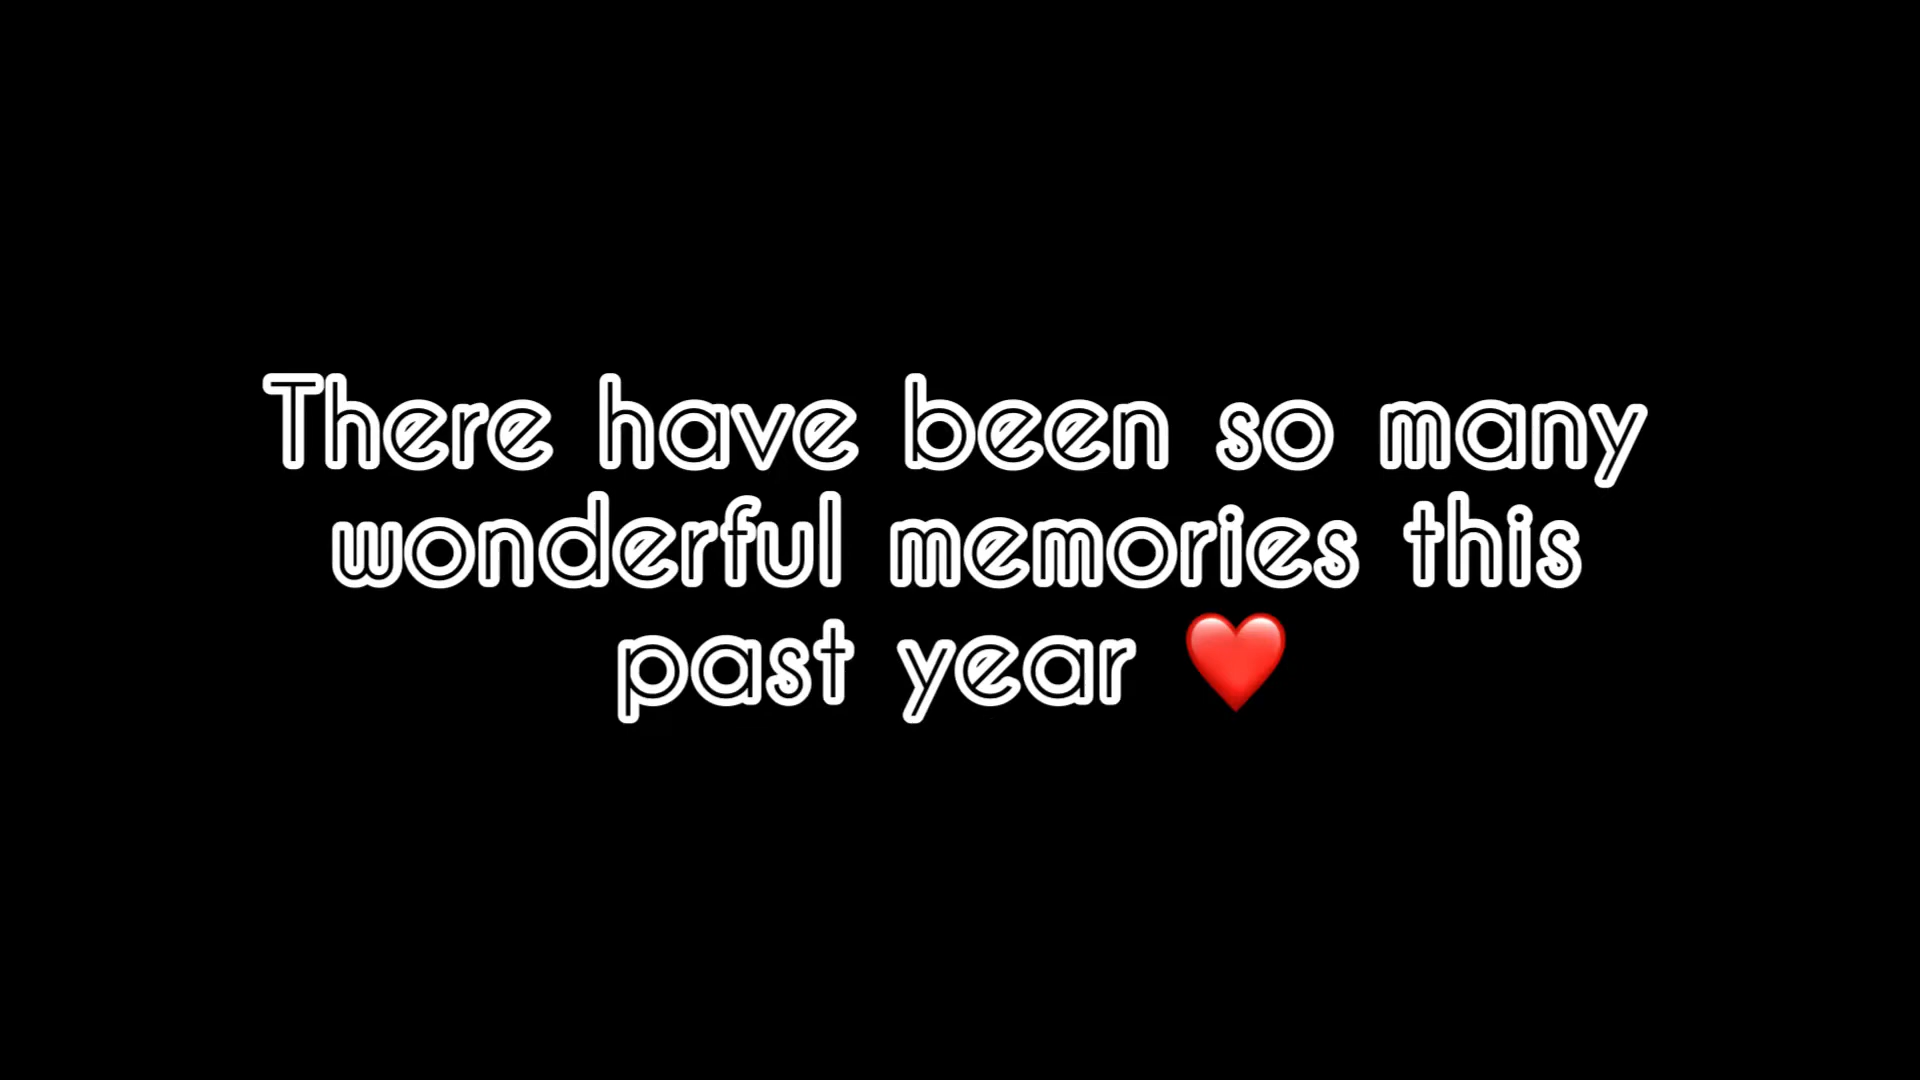 There have been so many
wonderful memories this
past year ❤️